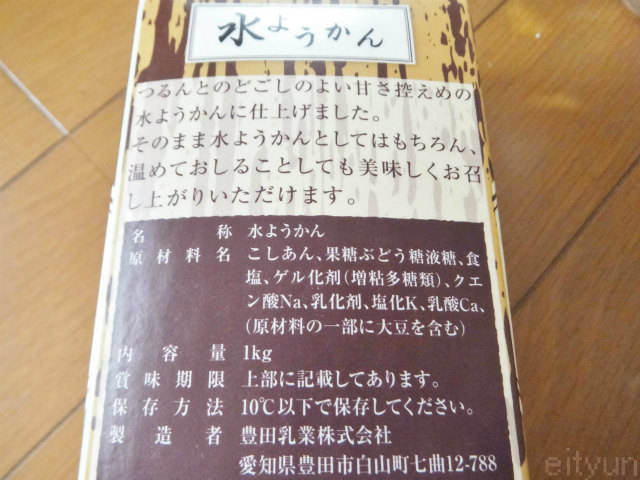 水ようかん
つるんとのどごしのよい甘さ控えめの
水ようかんに仕上げました。
そのまま水ようかんとしてはもちろん、
温めておしることしても美味しくお召
し上がりいただけます。
名称 水ようかん
原材料名 こしあん、果糖ぶどう糖液糖、食
塩、ゲル化剤(増粘多糖類)、クエ
ン酸Na、乳化剤、塩化K、乳酸Ca、
(原材料の一部に大豆を含む)
内容量 1kg
賞味期限 上部に記載してあります。
保存方法 10℃以下で保存してください。
製造者 豊田乳業株式会社
愛知県豊田市白山町七曲12-788
eityun